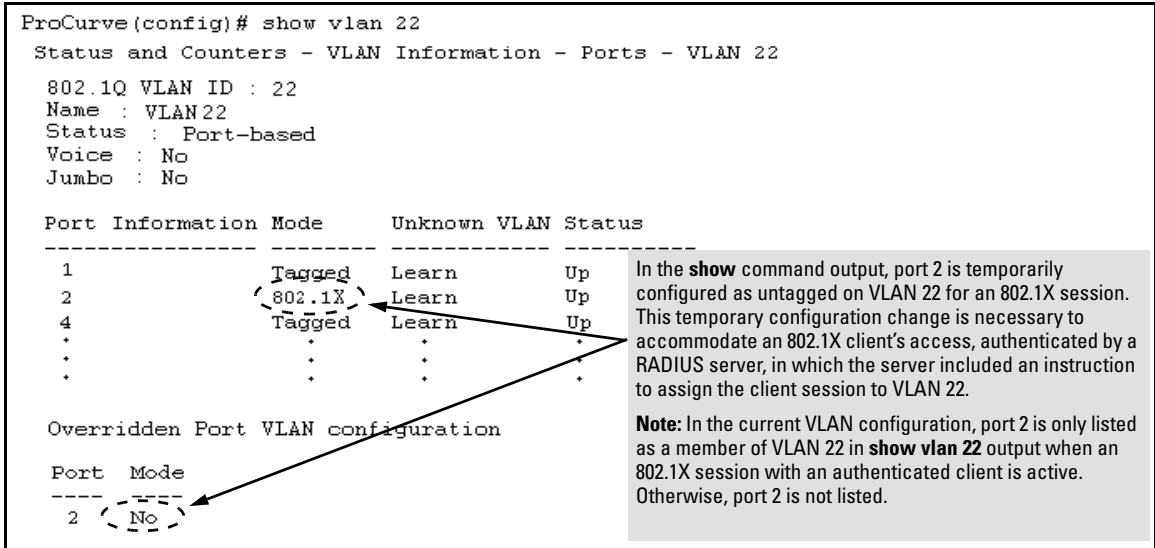 ProCurve(config)# show vlan 22
Status and Counters - VLAN Information - Ports - VLAN 22
802.1Q VLAN ID : 22
Name : VLAN22
Status : Port-based
Voice : No
Jumbo : No
Port Information Mode Unknown VLAN Status
---------------- -------- ------------ ----------
1 Tagged Learn Up
2 802.1X Learn Up
4 Tagged Learn Up
Overridden Port VLAN configuration
Port Mode
---- ----
2 No
In the show command output, port 2 is temporarily
configured as untagged on VLAN 22 for an 802.1X session.
This temporary configuration change is necessary to
accommodate an 802.1X client's access, authenticated by a
RADIUS server, in which the server included an instruction
to assign the client session to VLAN 22.
Note: In the current VLAN configuration, port 2 is only listed
as a member of VLAN 22 in show vlan 22 output when an
802.1X session with an authenticated client is active.
Otherwise, port 2 is not listed.